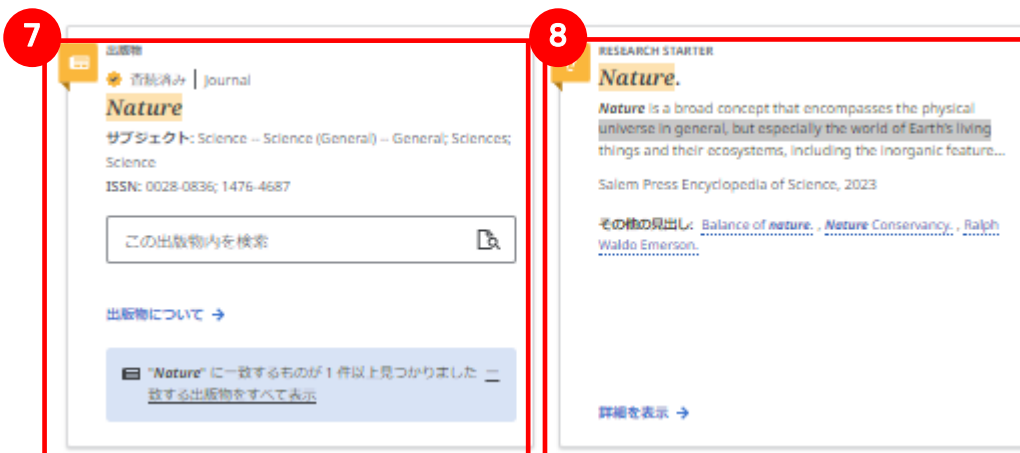 7
出版物
査読済み | Journal
Nature
サブジェクト: Science -- Science (General) -- General; Sciences;
Science
ISSN: 0028-0836; 1476-4687
この出版物内を検索
出版物について →
"Nature" に一致するものが 1 件以上見つかりました 一
致する出版物をすべて表示
8
RESEARCH STARTER
Nature.
Nature is a broad concept that encompasses the physical
universe in general, but especially the world of Earth's living
things and their ecosystems, including the inorganic feature...
Salem Press Encyclopedia of Science, 2023
その他の見出し: Balance of nature. , Nature Conservancy. , Ralph
Waldo Emerson.
詳細を表示 →